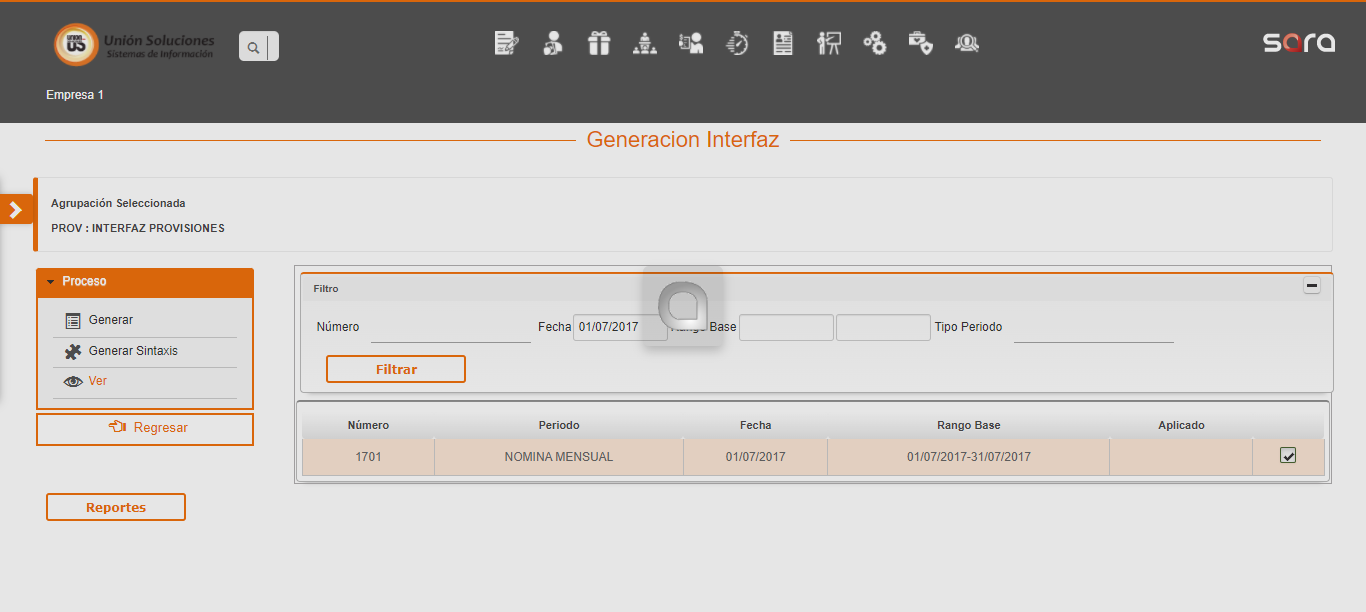 UNION
US
Unión Soluciones
Sistemas de Información
sara
Empresa 1
Generacion Interfaz
Agrupación Seleccionada
PROV : INTERFAZ PROVISIONES
Proceso
Generar
Generar Sintaxis
Ver
Regresar
Reportes
Filtro
Número Fecha 01/07/2017 Rango Base Tipo Periodo
Filtrar
Número Periodo Fecha Rango Base Aplicado
1701 NOMINA MENSUAL 01/07/2017 01/07/2017-31/07/2017